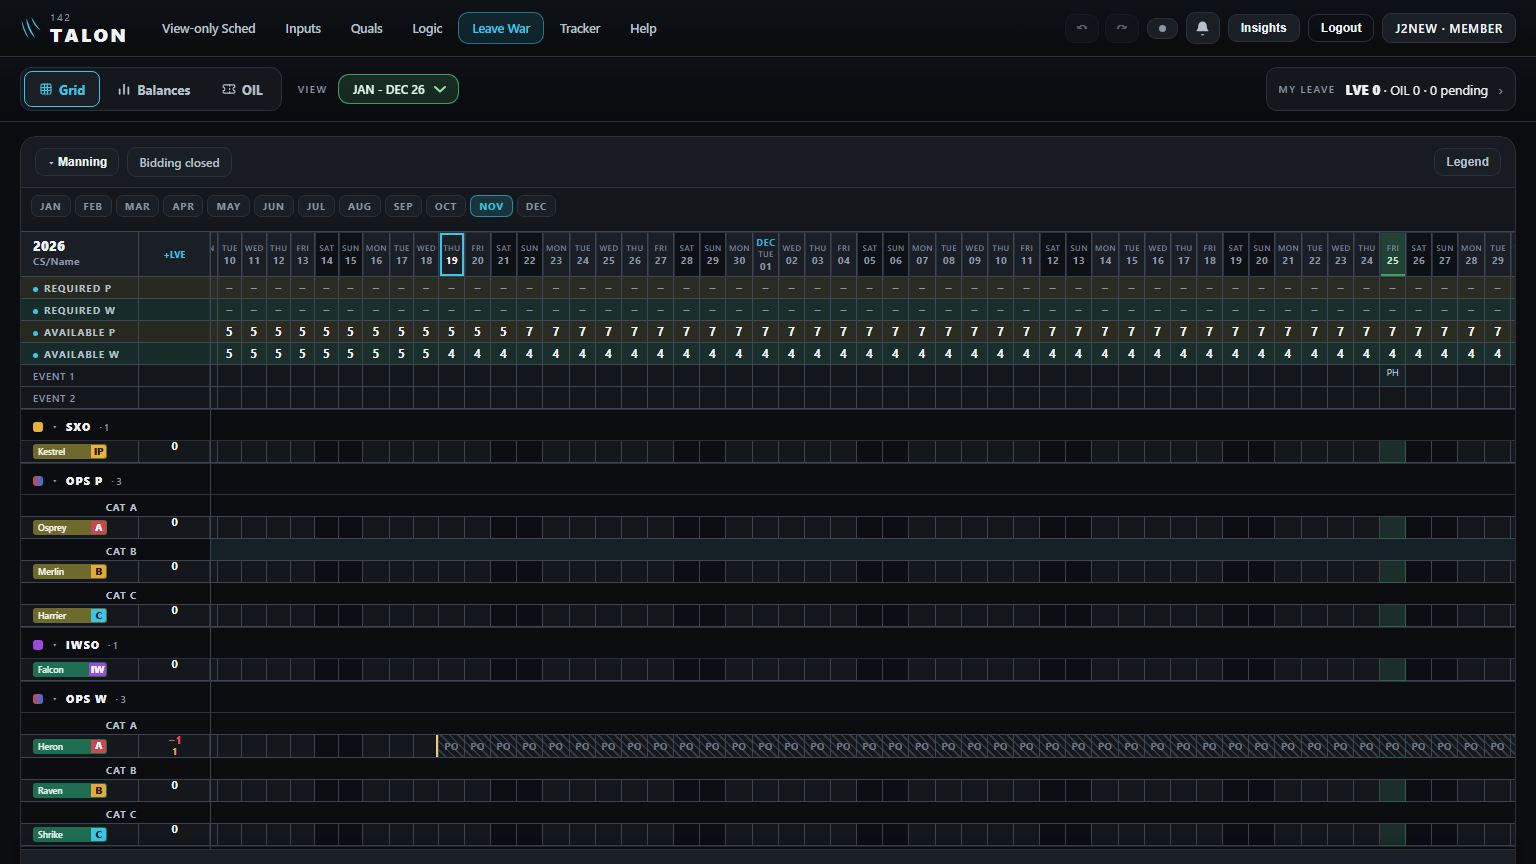 142
TALON
View-only Sched
Inputs
Quals
Logic
Leave War
Tracker
Help
Insights
Logout
J2NEW · MEMBER
Grid
Balances
OIL
VIEW
JAN - DEC 26
MY LEAVE LVE 0 · OIL 0 · 0 pending ›
Manning
Bidding closed
Legend
JAN FEB MAR APR MAY JUN JUL AUG SEP OCT NOV DEC
2026
CS/Name
+LVE
DEC
TUE WED THU FRI SAT SUN MON TUE WED THU FRI SAT SUN MON TUE WED THU FRI SAT SUN MON TUE WED THU FRI SAT SUN MON TUE WED THU FRI SAT SUN MON TUE WED THU FRI SAT SUN MON TUE WED THU FRI SAT SUN MON TUE
10 11 12 13 14 15 16 17 18 19 20 21 22 23 24 25 26 27 28 29 30 01 02 03 04 05 06 07 08 09 10 11 12 13 14 15 16 17 18 19 20 21 22 23 24 25 26 27 28 29
REQUIRED P – – – – – – – – – – – – – – – – – – – – – – – – – – – – – – – – – – – – – – – – – – – – – – – – – –
REQUIRED W – – – – – – – – – – – – – – – – – – – – – – – – – – – – – – – – – – – – – – – – – – – – – – – – – –
AVAILABLE P 5 5 5 5 5 5 5 5 5 5 5 5 7 7 7 7 7 7 7 7 7 7 7 7 7 7 7 7 7 7 7 7 7 7 7 7 7 7 7 7 7 7 7 7 7 7 7 7 7 7
AVAILABLE W 5 5 5 5 5 5 5 5 5 4 4 4 4 4 4 4 4 4 4 4 4 4 4 4 4 4 4 4 4 4 4 4 4 4 4 4 4 4 4 4 4 4 4 4 4 4 4 4 4 4
EVENT 1 PH
EVENT 2
SXO · 1
Kestrel IP 0
OPS P · 3
CAT A
Osprey A 0
CAT B
Merlin B 0
CAT C
Harrier C 0
IWSO · 1
Falcon IW 0
OPS W · 3
CAT A
Heron A −1
1
PO PO PO PO PO PO PO PO PO PO PO PO PO PO PO PO PO PO PO PO PO PO PO PO PO PO PO PO PO PO PO PO PO PO PO PO PO PO PO PO PO
CAT B
Raven B 0
CAT C
Shrike C 0